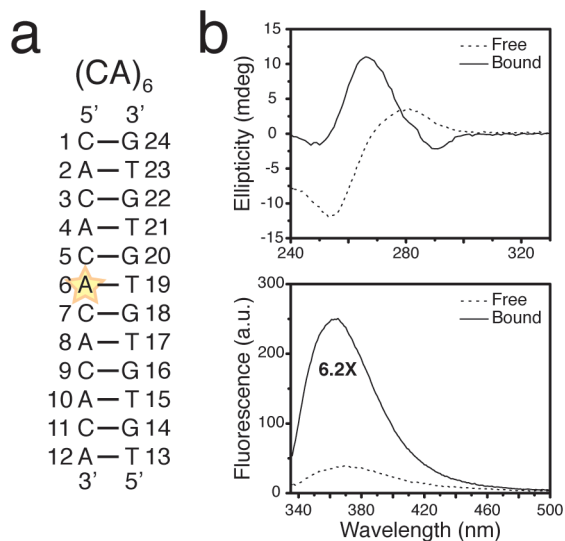 a
(CA)6
5’ 3’
1 C G 24
2 A T 23
3 C G 22
4 A T 21
5 C G 20
6 A T 19
7 C G 18
8 A T 17
9 C G 16
10 A T 15
11 C G 14
12 A T 13
3’ 5’
b
Ellipticity (mdeg)
15
10
5
0
-5
-10
-15
240 280 320
Free
Bound
Fluorescence (a.u.)
300
200
100
0
Free
Bound
6.2X
340 380 420 460 500
Wavelength (nm)